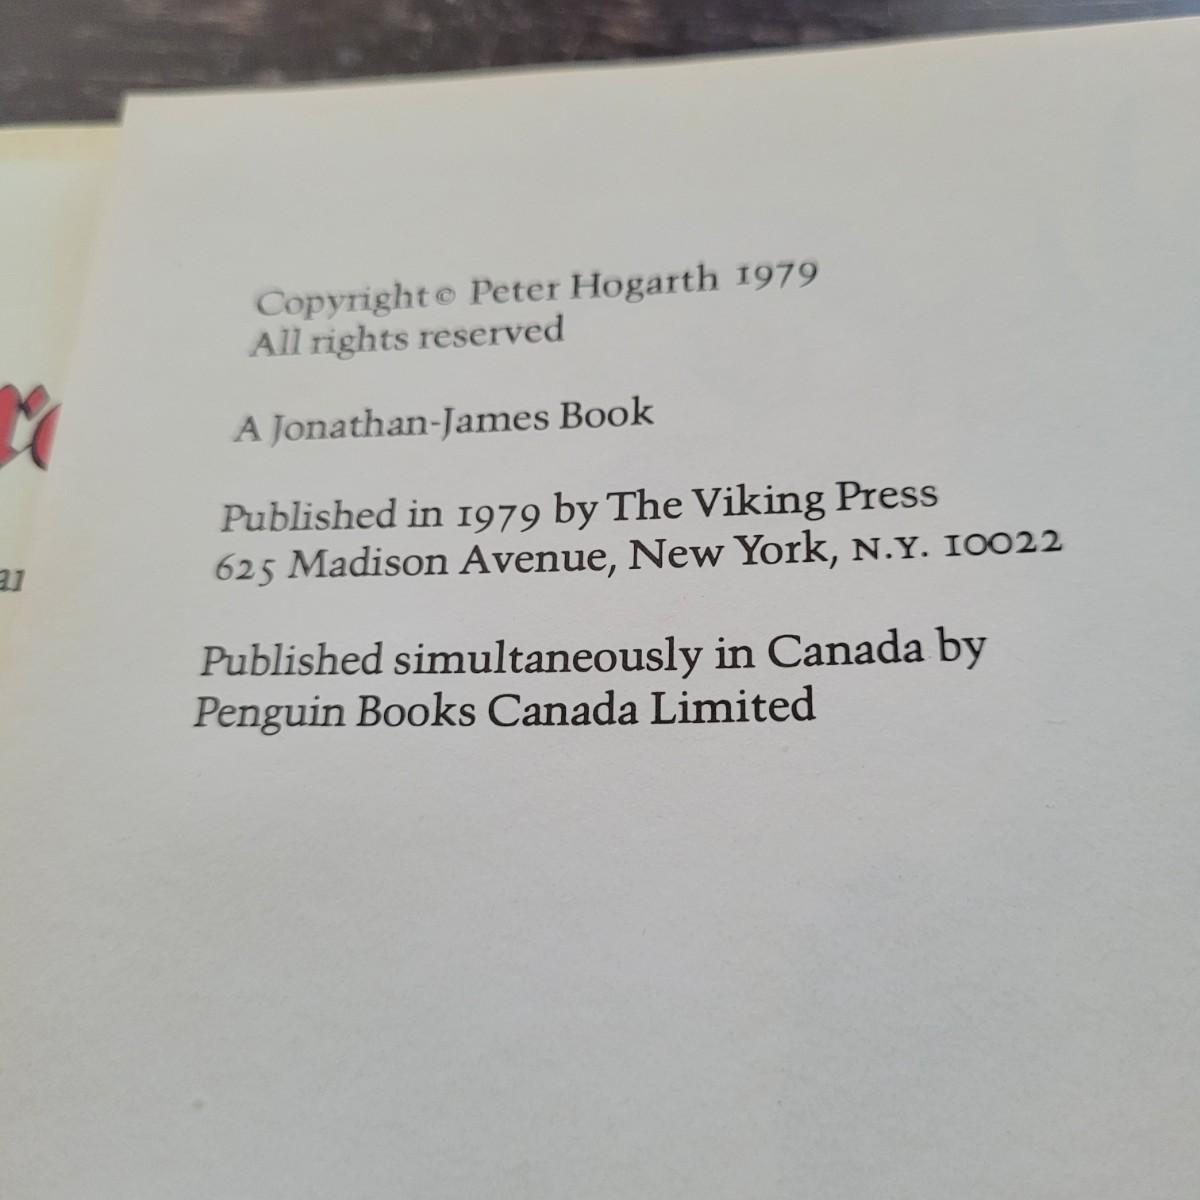 Copyright © Peter Hogarth 1979
All rights reserved
A Jonathan-James Book
Published in 1979 by The Viking Press
625 Madison Avenue, New York, N.Y. 10022
Published simultaneously in Canada by
Penguin Books Canada Limited